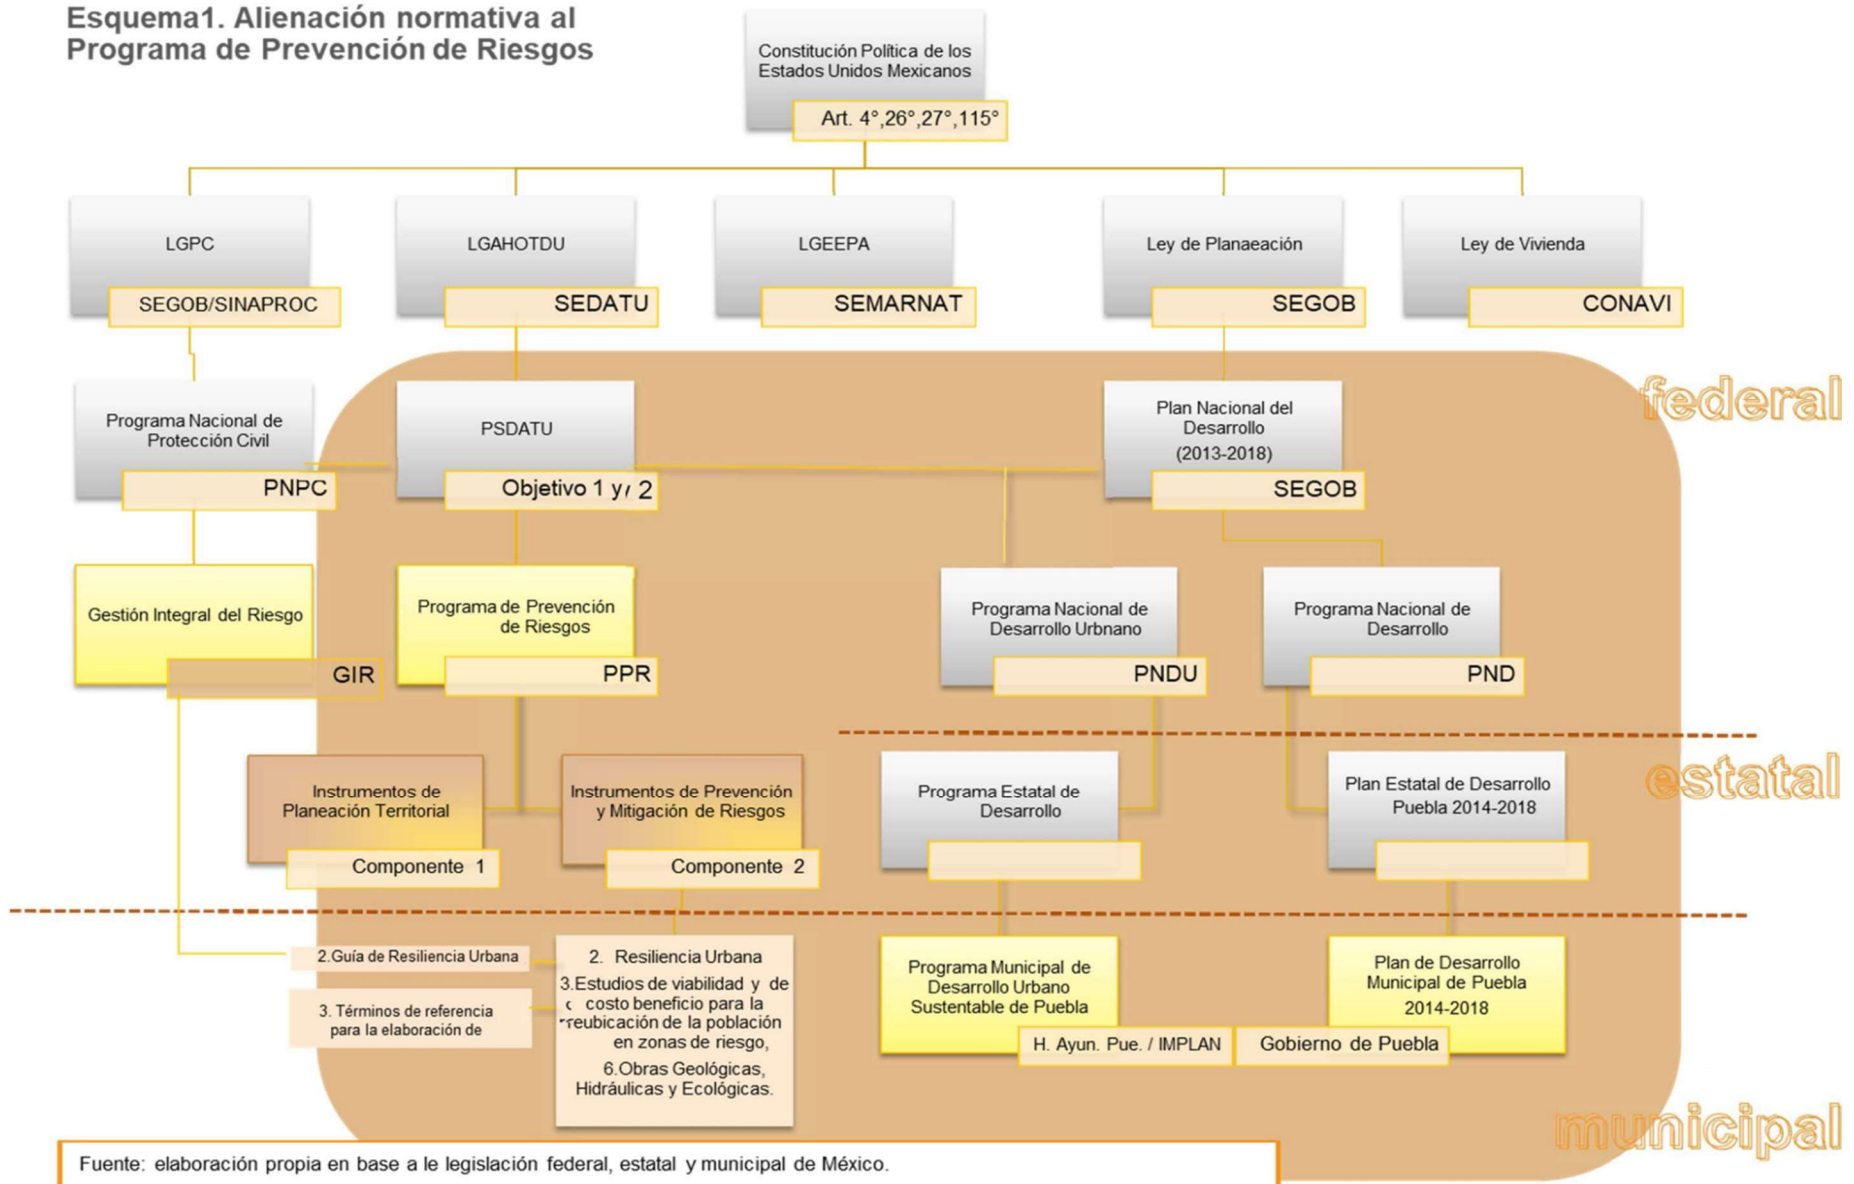 Esquema1. Alienación normativa al
Programa de Prevención de Riesgos
Constitución Política de los
Estados Unidos Mexicanos
Art. 4°,26°,27°,115°
LGPC
SEGOB/SINAPROC
LGAHOTDU
SEDATU
LGEEPA
SEMARNAT
Ley de Planaeación
SEGOB
Ley de Vivienda
CONAVI
federal
Programa Nacional de
Protección Civil
PNPC
PSDATU
Objetivo 1 y 2
Plan Nacional del
Desarrollo
(2013-2018)
SEGOB
Gestión Integral del Riesgo
GIR
Programa de Prevención
de Riesgos
PPR
Programa Nacional de
Desarrollo Urbnano
PNDU
Programa Nacional de
Desarrollo
PND
estatal
Instrumentos de
Planeación Territorial
Componente 1
Instrumentos de Prevención
y Mitigación de Riesgos
Componente 2
Programa Estatal de
Desarrollo
Plan Estatal de Desarrollo
Puebla 2014-2018
2.Guía de Resiliencia Urbana
3. Términos de referencia
para la elaboración de
2. Resiliencia Urbana
3.Estudios de viabilidad y de
costo beneficio para la
reubicación de la población
en zonas de riesgo,
6.Obras Geológicas,
Hidráulicas y Ecológicas.
Programa Municipal de
Desarrollo Urbano
Sustentable de Puebla
H. Ayun. Pue. / IMPLAN
Plan de Desarrollo
Municipal de Puebla
2014-2018
Gobierno de Puebla
municipal
Fuente: elaboración propia en base a le legislación federal, estatal y municipal de México.